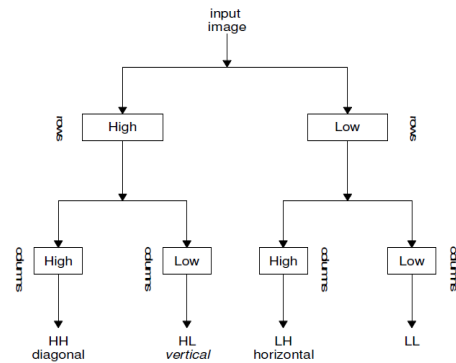 input
image
rows
High
Low
rows
columns
High
Low
columns
High
columns
Low
columns
HH
diagonal
HL
vertical
LH
horizontal
LL